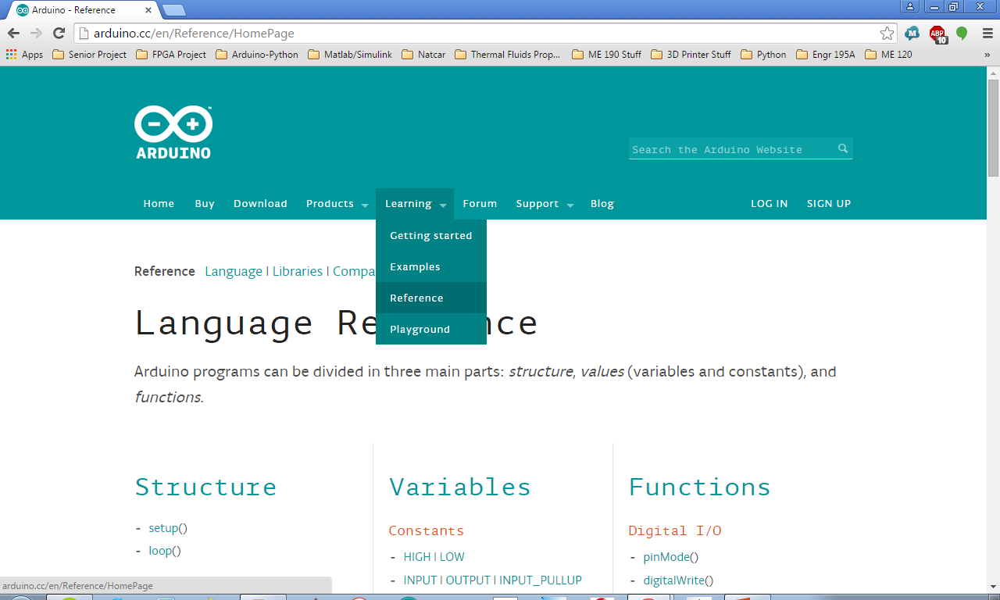 Arduino - Reference
arduino.cc/en/Reference/HomePage
ABP
10
M
Apps Senior Project FPGA Project Arduino-Python Matlab/Simulink Natcar Thermal Fluids Prop... ME 190 Stuff 3D Printer Stuff Python Engr 195A ME 120 »
ARDUINO
™
Search the Arduino Website
Home Buy Download Products Learning Forum Support Blog LOG IN SIGN UP
Getting started
Examples
Reference
Playground
Reference Language | Libraries | Compa
Language Re nce
Arduino programs can be divided in three main parts: structure, values (variables and constants), and
functions.
Structure
- setup()
- loop()
Variables
Constants
- HIGH | LOW
- INPUT | OUTPUT | INPUT_PULLUP
Functions
Digital I/O
- pinMode()
- digitalWrite()
arduino.cc/en/Reference/HomePage